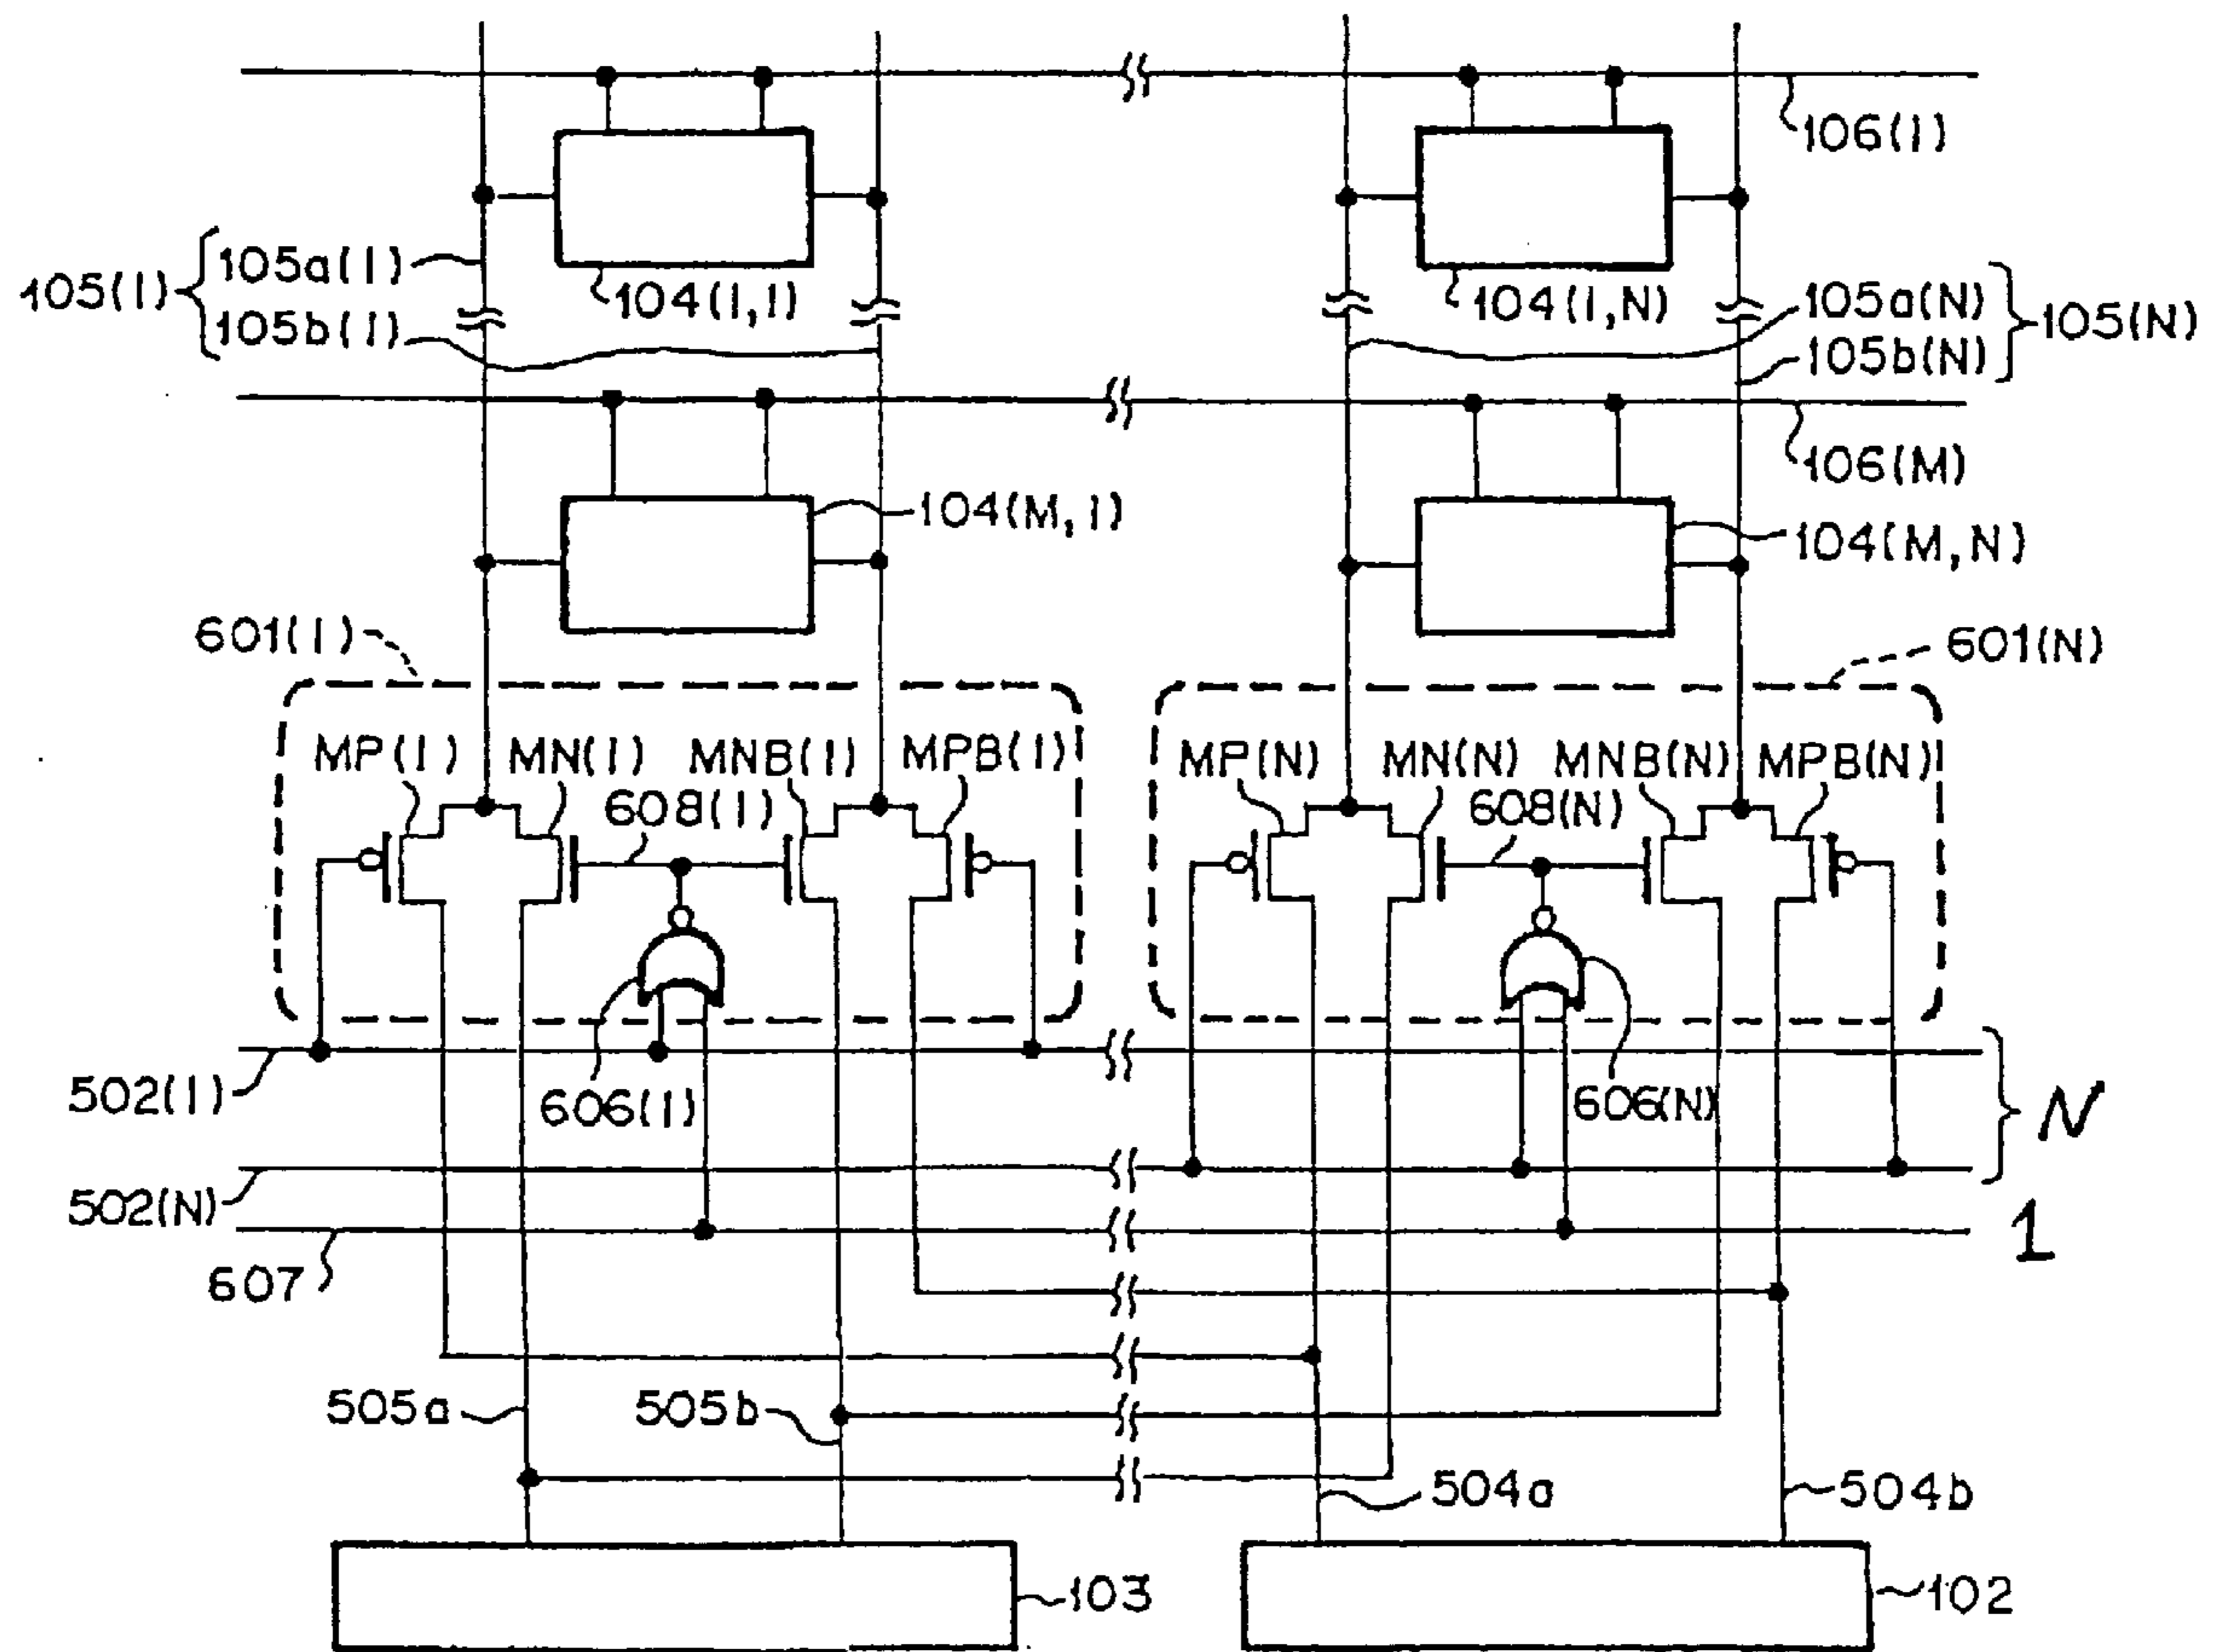 106(1)
105(1)
105a(1)
105b(1)
104(1,1)
104(1,N)
105a(N)
105b(N)
105(N)
106(M)
104(M,1)
104(M,N)
601(1)
601(N)
MP(1)
MN(1)
MNB(1)
MPB(1)
608(1)
MP(N)
MN(N)
MNB(N)
MPB(N)
608(N)
502(1)
606(1)
606(N)
N
502(N)
1
607
505a
505b
504a
504b
103
102